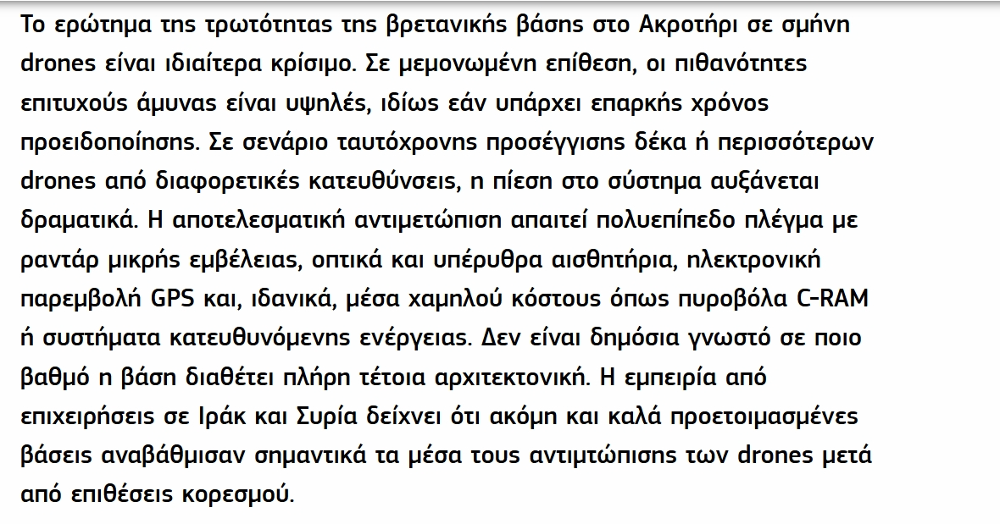 Το ερώτημα της τρωτότητας της βρετανικής βάσης στο Ακροτήρι σε σμήνη
drones είναι ιδιαίτερα κρίσιμο. Σε μεμονωμένη επίθεση, οι πιθανότητες
επιτυχούς άμυνας είναι υψηλές, ιδίως εάν υπάρχει επαρκής χρόνος
προειδοποίησης. Σε σενάριο ταυτόχρονης προσέγγισης δέκα ή περισσότερων
drones από διαφορετικές κατευθύνσεις, η πίεση στο σύστημα αυξάνεται
δραματικά. Η αποτελεσματική αντιμετώπιση απαιτεί πολυεπίπεδο πλέγμα με
ραντάρ μικρής εμβέλειας, οπτικά και υπέρυθρα αισθητήρια, ηλεκτρονική
παρεμβολή GPS και, ιδανικά, μέσα χαμηλού κόστους όπως πυροβόλα C-RAM
ή συστήματα κατευθυνόμενης ενέργειας. Δεν είναι δημόσια γνωστό σε ποιο
βαθμό η βάση διαθέτει πλήρη τέτοια αρχιτεκτονική. Η εμπειρία από
επιχειρήσεις σε Ιράκ και Συρία δείχνει ότι ακόμη και καλά προετοιμασμένες
βάσεις αναβάθμισαν σημαντικά τα μέσα τους αντιμτώπισης των drones μετά
από επιθέσεις κορεσμού.